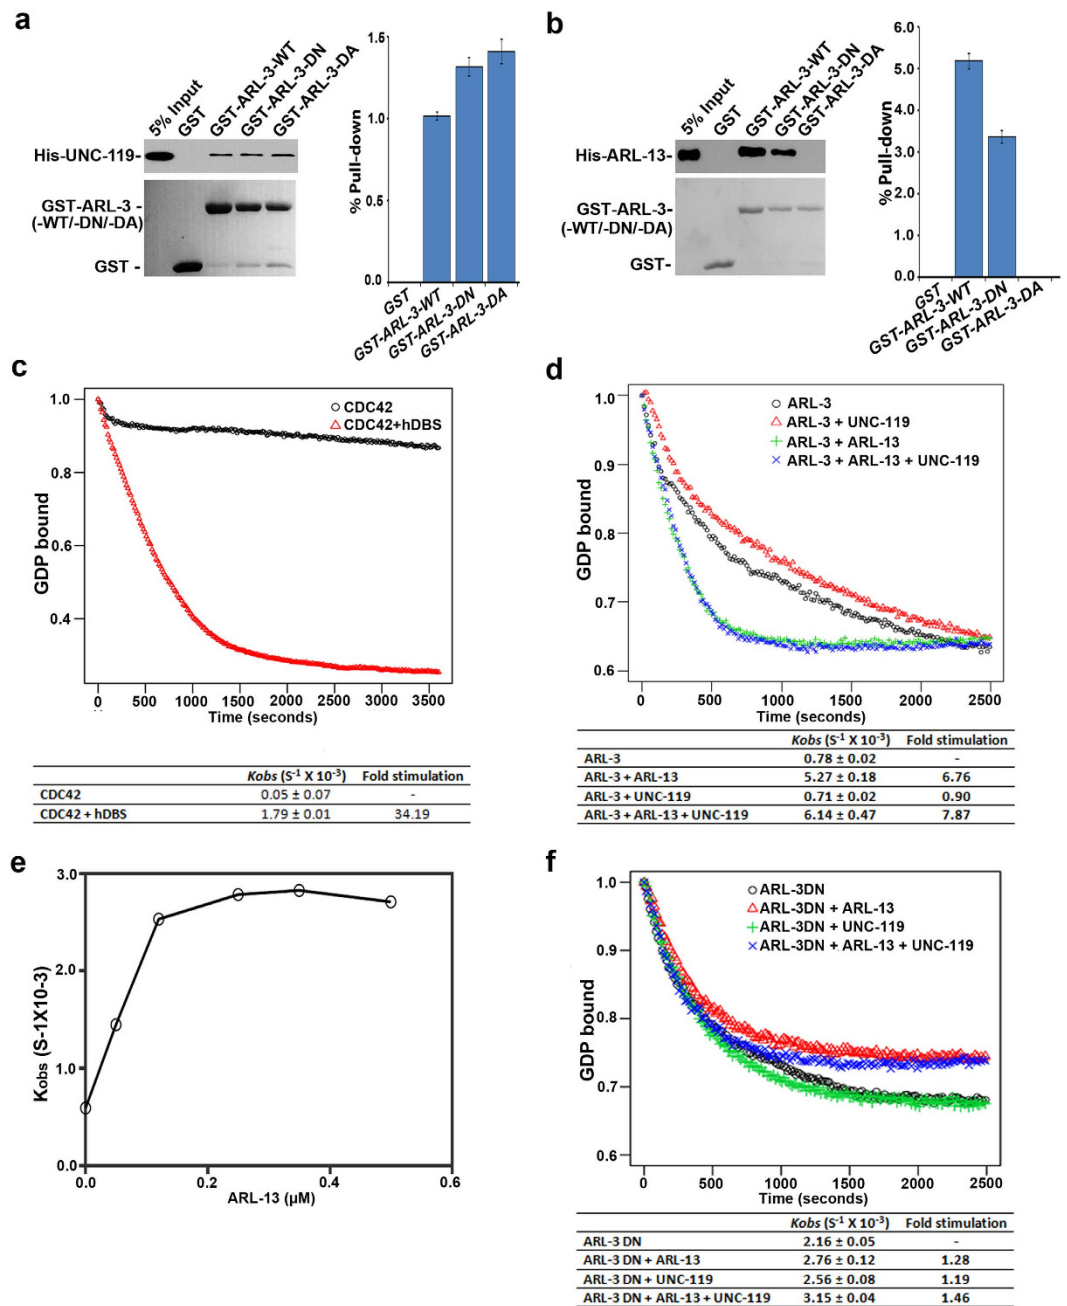 a
5% Input
GST
GST-ARL-3-WT
GST-ARL-3-DN
GST-ARL-3-DA
His-UNC-119-
GST-ARL-3 -
(-WT/-DN/-DA)
GST -
% Pull-down
1.5
1.0
0.5
0.0
GST
GST-ARL-3-WT
GST-ARL-3-DN
GST-ARL-3-DA
b
5% Input
GST
GST-ARL-3-WT
GST-ARL-3-DN
GST-ARL-3-DA
His-ARL-13-
GST-ARL-3-
(-WT/-DN/-DA)
GST-
% Pull-down
6.0
5.0
4.0
3.0
2.0
1.0
0.0
GST
GST-ARL-3-WT
GST-ARL-3-DN
GST-ARL-3-DA
c
GDP bound
1.0
0.8
0.6
0.4
CDC42
CDC42+hDBS
0 500 1000 1500 2000 2500 3000 3500
Time (seconds)
Kobs (S-1 X 10-3) Fold stimulation
CDC42 0.05 ± 0.07 -
CDC42 + hDBS 1.79 ± 0.01 34.19
d
GDP bound
1.0
0.9
0.8
0.7
0.6
ARL-3
ARL-3 + UNC-119
ARL-3 + ARL-13
ARL-3 + ARL-13 + UNC-119
0 500 1000 1500 2000 2500
Time (seconds)
Kobs (S-1 X 10-3) Fold stimulation
ARL-3 0.78 ± 0.02 -
ARL-3 + ARL-13 5.27 ± 0.18 6.76
ARL-3 + UNC-119 0.71 ± 0.02 0.90
ARL-3 + ARL-13 + UNC-119 6.14 ± 0.47 7.87
e
Kobs (S-1X10-3)
3.0
2.0
1.0
0.0
0.0 0.2 0.4 0.6
ARL-13 (µM)
f
GDP bound
1.0
0.9
0.8
0.7
0.6
ARL-3DN
ARL-3DN + ARL-13
ARL-3DN + UNC-119
ARL-3DN + ARL-13 + UNC-119
0 500 1000 1500 2000 2500
Time (seconds)
Kobs (S-1 X 10-3) Fold stimulation
ARL-3 DN 2.16 ± 0.05 -
ARL-3 DN + ARL-13 2.76 ± 0.12 1.28
ARL-3 DN + UNC-119 2.56 ± 0.08 1.19
ARL-3 DN + ARL-13 + UNC-119 3.15 ± 0.04 1.46